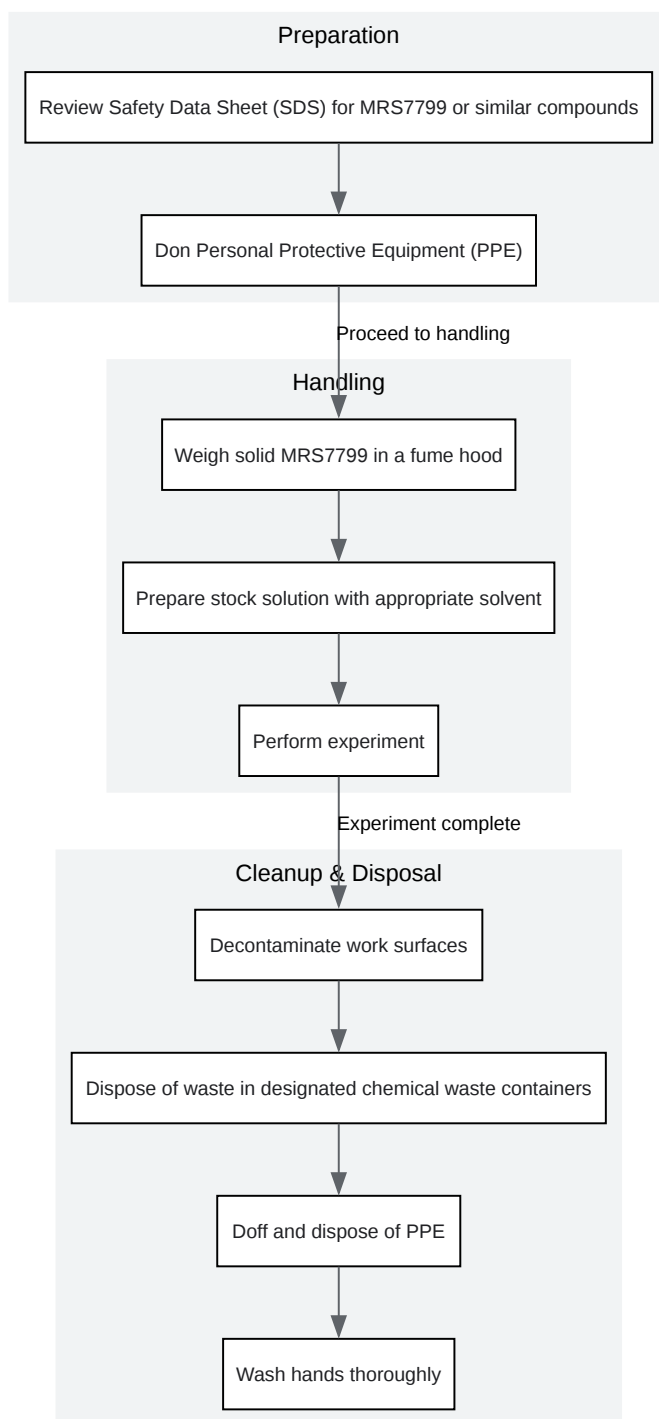 Preparation
Review Safety Data Sheet (SDS) for MRS7799 or similar compounds
Don Personal Protective Equipment (PPE)
Proceed to handling
Handling
Weigh solid MRS7799 in a fume hood
Prepare stock solution with appropriate solvent
Perform experiment
Experiment complete
Cleanup & Disposal
Decontaminate work surfaces
Dispose of waste in designated chemical waste containers
Doff and dispose of PPE
Wash hands thoroughly